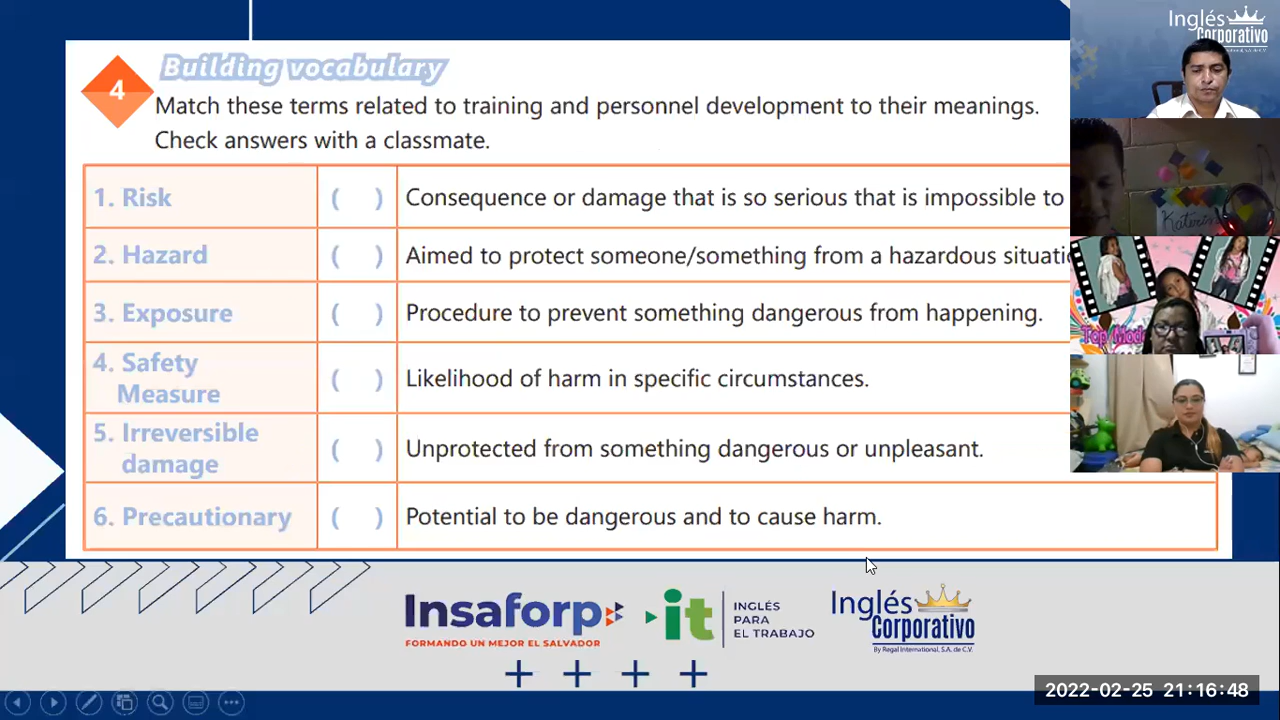 Building vocabulary
4
Match these terms related to training and personnel development to their meanings.
Check answers with a classmate.
1. Risk ( ) Consequence or damage that is so serious that is impossible to
2. Hazard ( ) Aimed to protect someone/something from a hazardous
3. Exposure ( ) Procedure to prevent something dangerous from happening.
4. Safety
Measure ( ) Likelihood of harm in specific circumstances.
5. Irreversible
damage ( ) Unprotected from something dangerous or unpleasant.
6. Precautionary ( ) Potential to be dangerous and to cause harm.
Insaforp
FORMANDO UN MEJOR EL SALVADOR
it
INGLÉS
PARA
EL TRABAJO
Inglés
Corporativo
By Regal International, S.A. de C.V.
Inglés
Corporativo
Top
2022-02-25 21:16:48